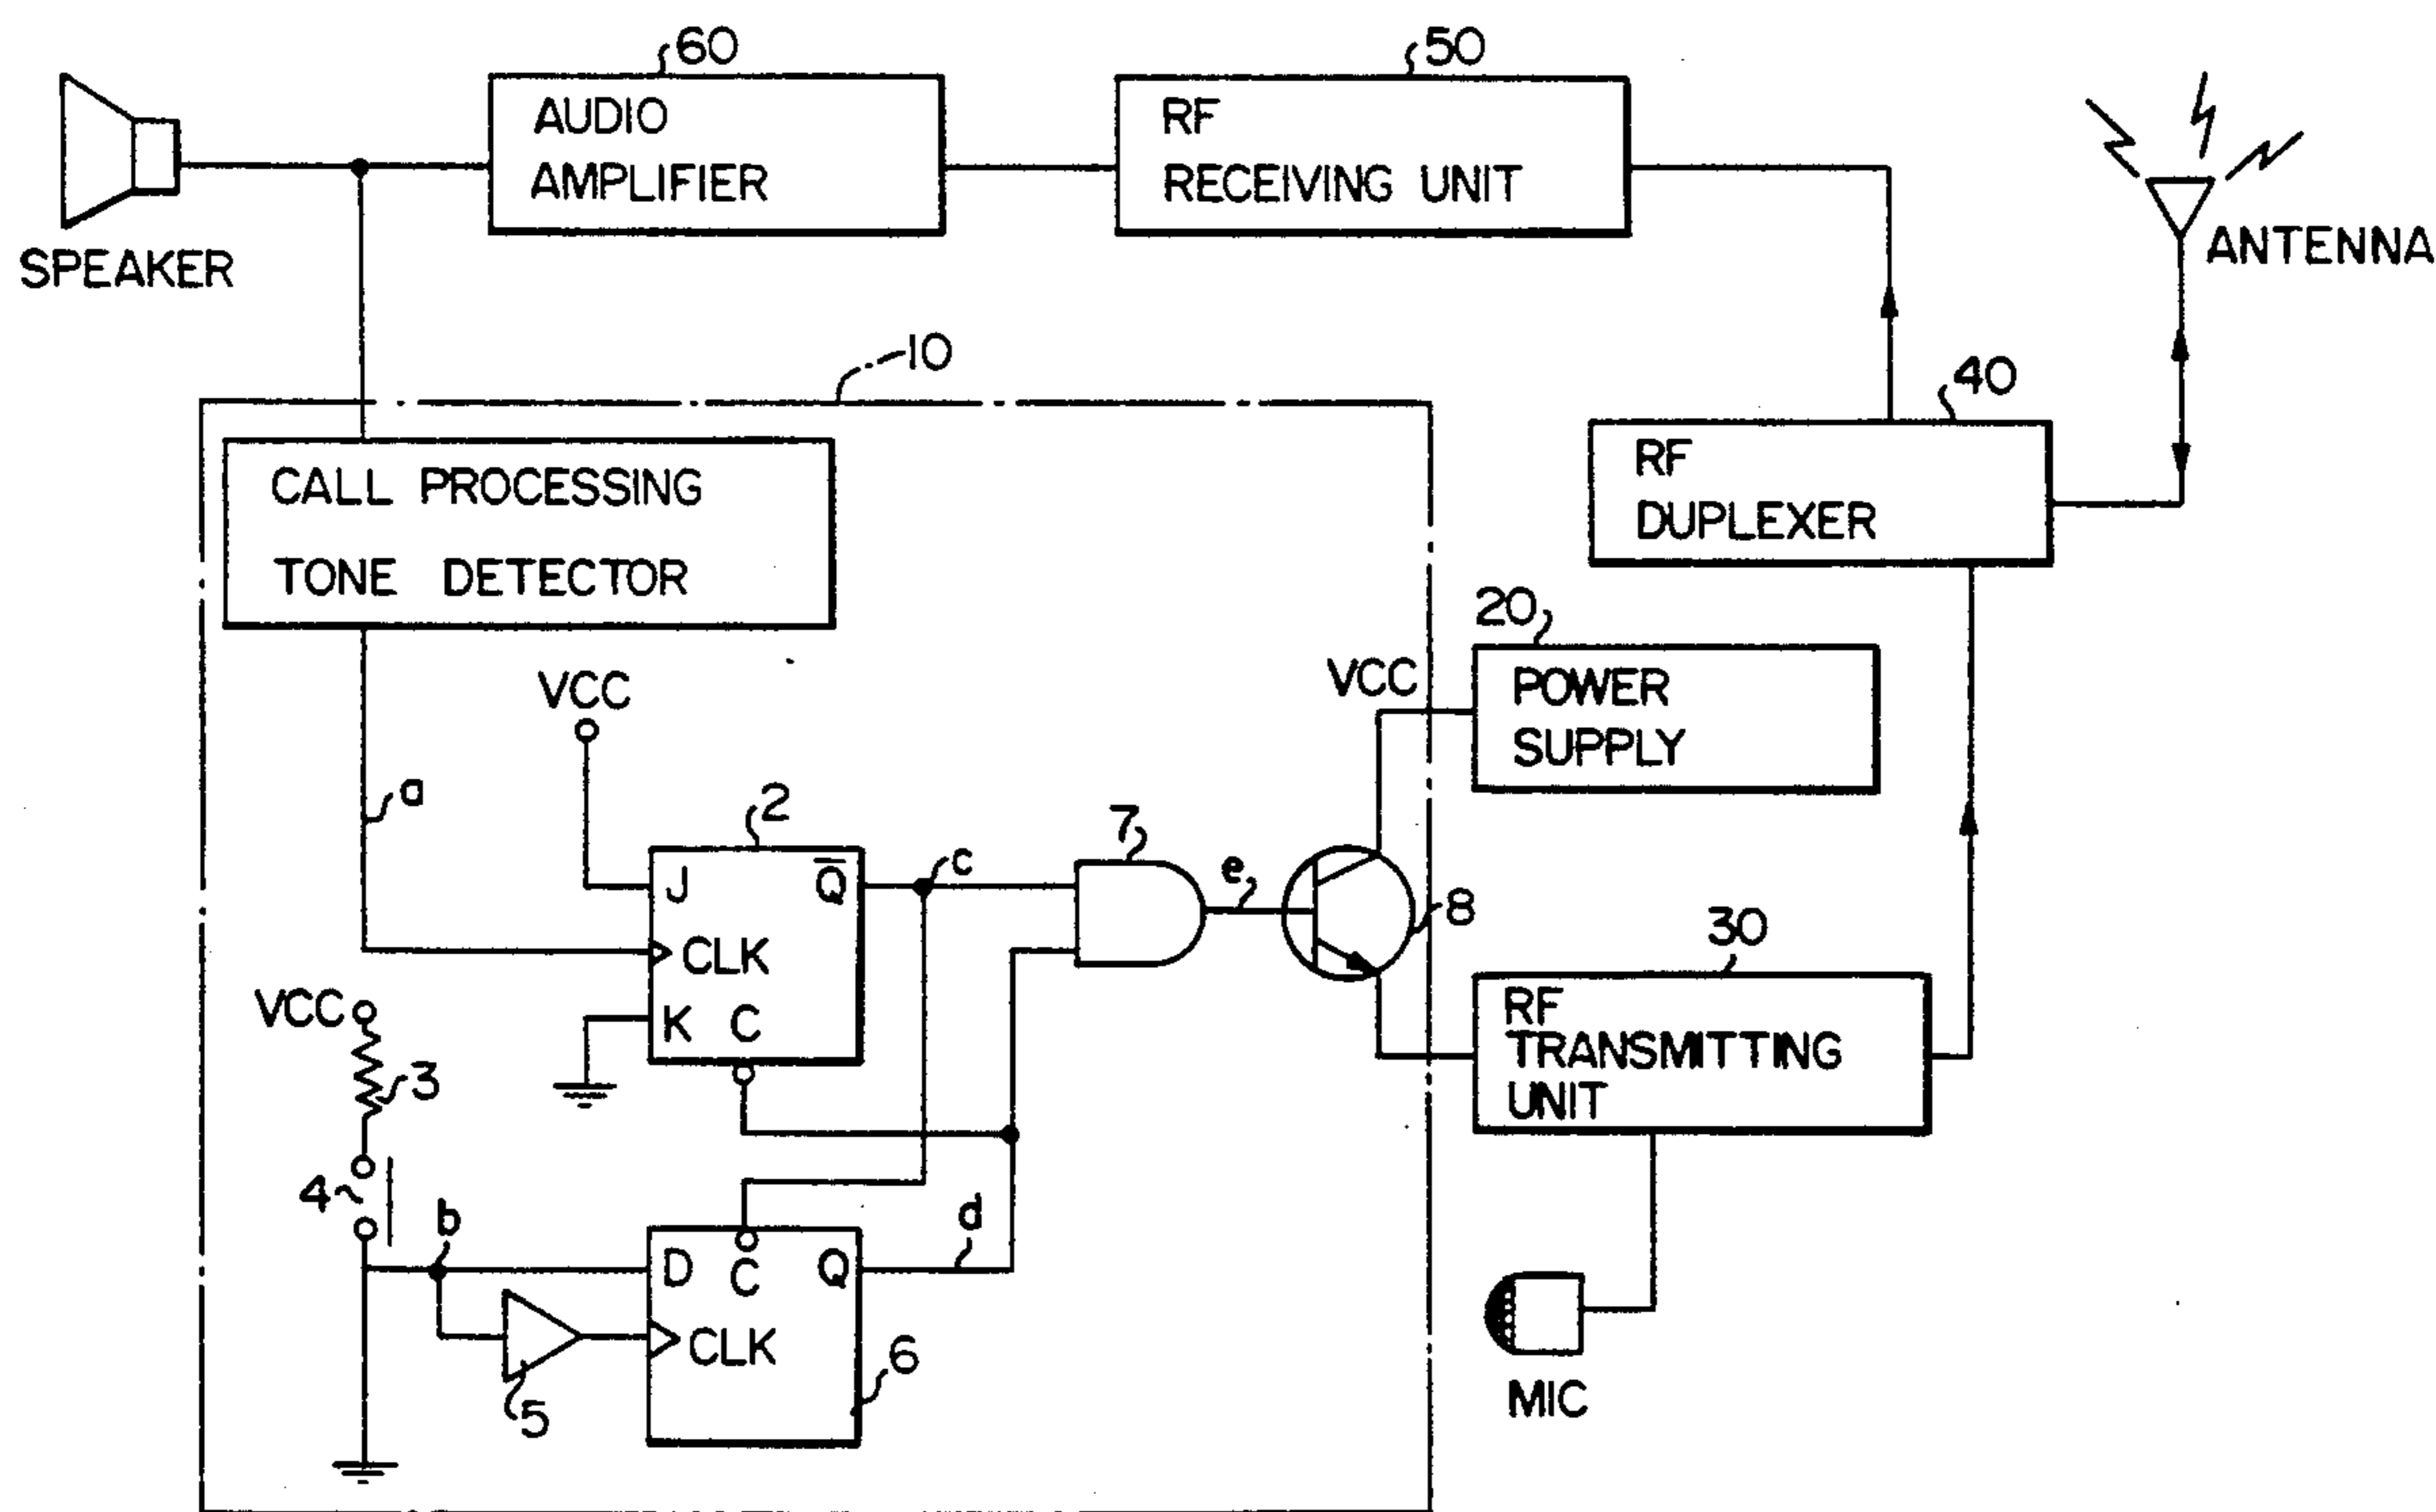 60
50
AUDIO
AMPLIFIER
RF
RECEIVING UNIT
SPEAKER
ANTENNA
10
40
CALL PROCESSING
TONE DETECTOR
RF
DUPLEXER
20
VCC
VCC
POWER
SUPPLY
a
2
7
J
Q̅
c
e
8
CLK
30
VCC
K C
RF
TRANSMITTING
UNIT
3
4
b
d
D C Q
CLK
6
5
MIC